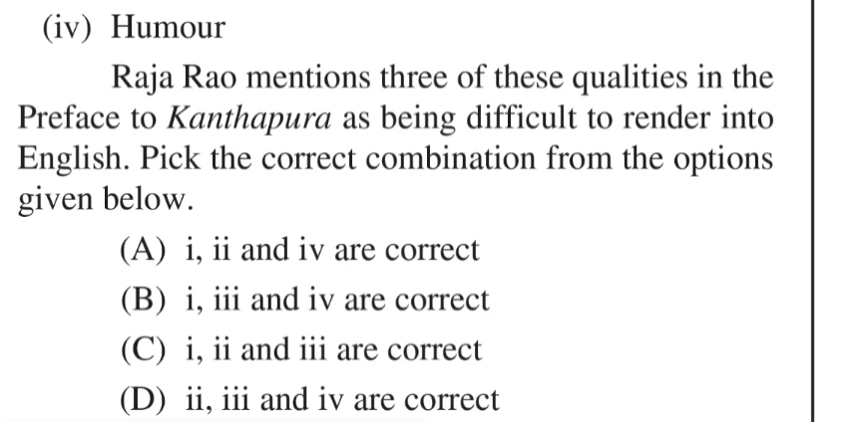 (iv) Humour
Raja Rao mentions three of these qualities in the
Preface to Kanthapura as being difficult to render into
English. Pick the correct combination from the options
given below.
(A) i, ii and iv are correct
(B) i, iii and iv are correct
(C) i, ii and iii are correct
(D) ii, iii and iv are correct